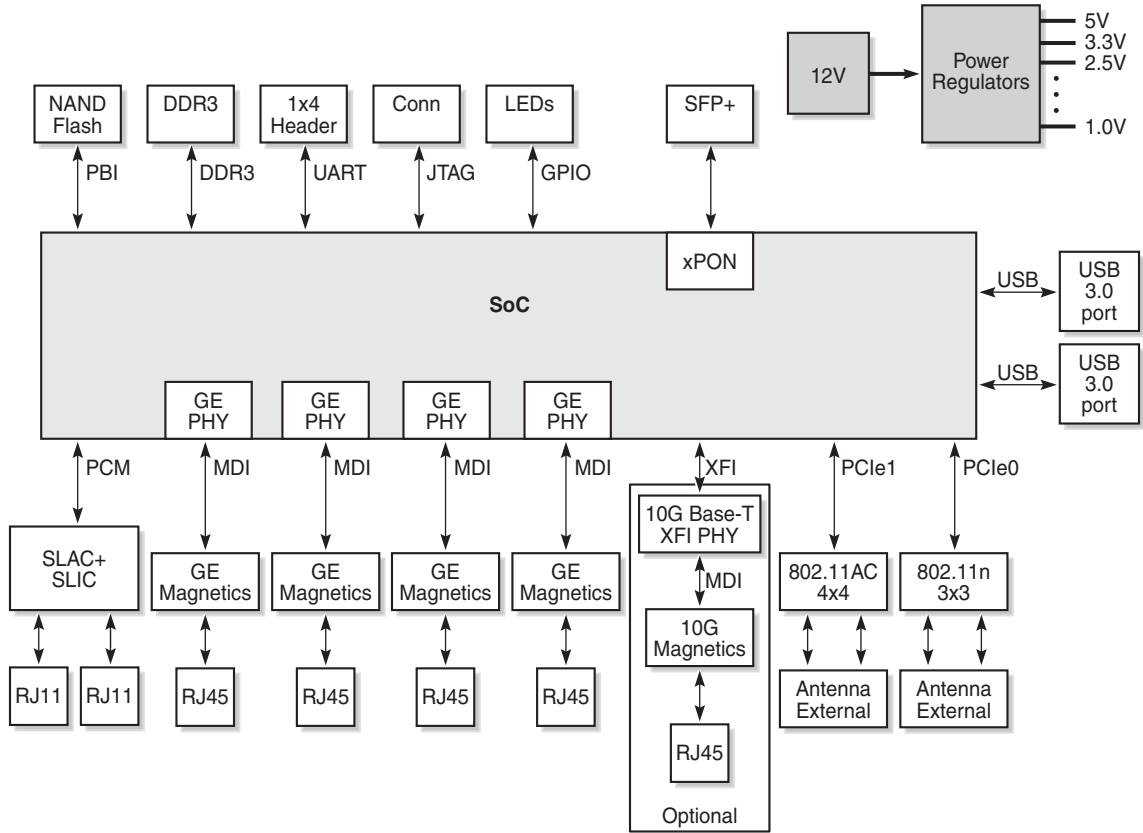 5V
3.3V
2.5V
1.0V
12V
Power
Regulators
NAND
Flash
DDR3
1x4
Header
Conn
LEDs
SFP+
PBI
DDR3
UART
JTAG
GPIO
xPON
SoC
USB
USB
3.0
port
USB
USB
3.0
port
GE
PHY
GE
PHY
GE
PHY
GE
PHY
PCM
MDI
MDI
MDI
MDI
XFI
PCIe1
PCIe0
SLAC+
SLIC
GE
Magnetics
GE
Magnetics
GE
Magnetics
GE
Magnetics
10G Base-T
XFI PHY
MDI
10G
Magnetics
802.11AC
4x4
802.11n
3x3
RJ11
RJ11
RJ45
RJ45
RJ45
RJ45
RJ45
Antenna
External
Antenna
External
Optional